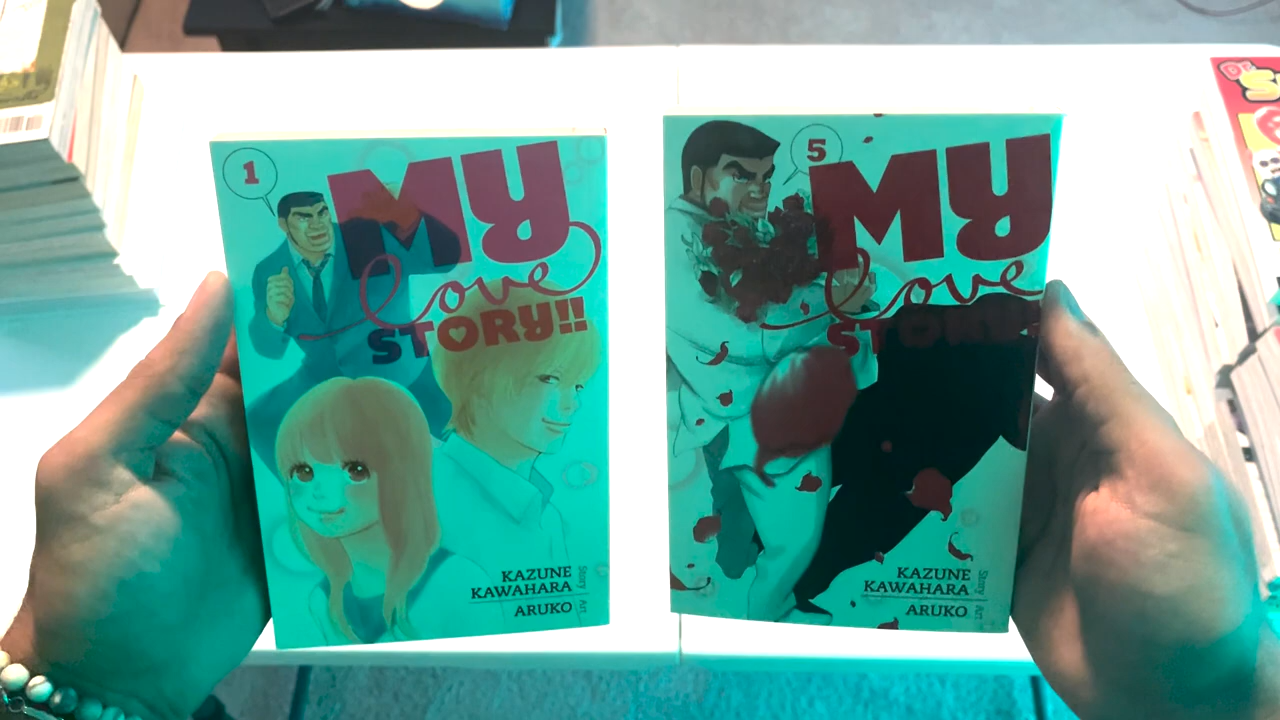 1
MY
love
STORY!!
KAZUNE
KAWAHARA
Story
ARUKO
Art
5
MY
love
STORY!!
KAZUNE
KAWAHARA
Story
ARUKO
Art